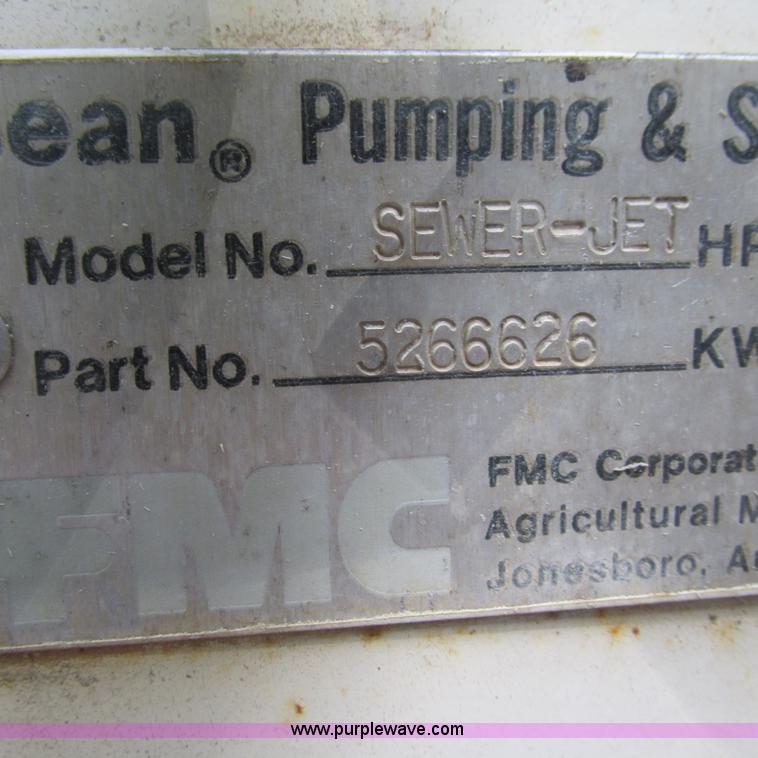 ean® Pumping & S
Model No. SEWER-JET HP
Part No. 5266626 KW
FMC
FMC Corporat
Agricultural M
Jonesboro, A
www.purplewave.com